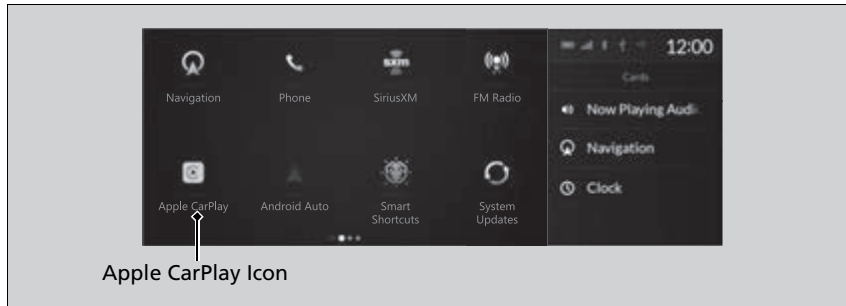 12:00
Navigation
Phone
sxm
SiriusXM
FM Radio
Cards
Now Playing Audi
Navigation
Clock
Apple CarPlay
Android Auto
Smart
Shortcuts
System
Updates
Apple CarPlay Icon